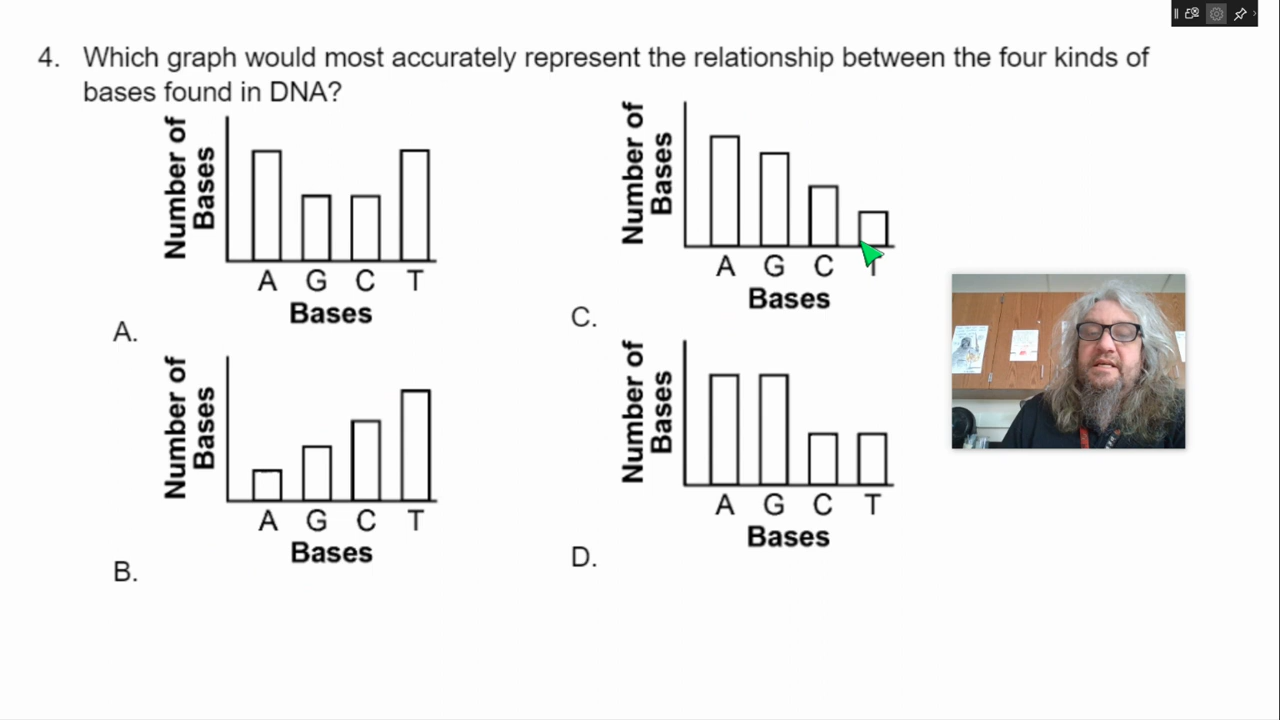 4. Which graph would most accurately represent the relationship between the four kinds of
bases found in DNA?
Number of
Bases
A G C T
Bases
A.
Number of
Bases
A G C T
Bases
C.
Number of
Bases
A G C T
Bases
B.
Number of
Bases
A G C T
Bases
D.